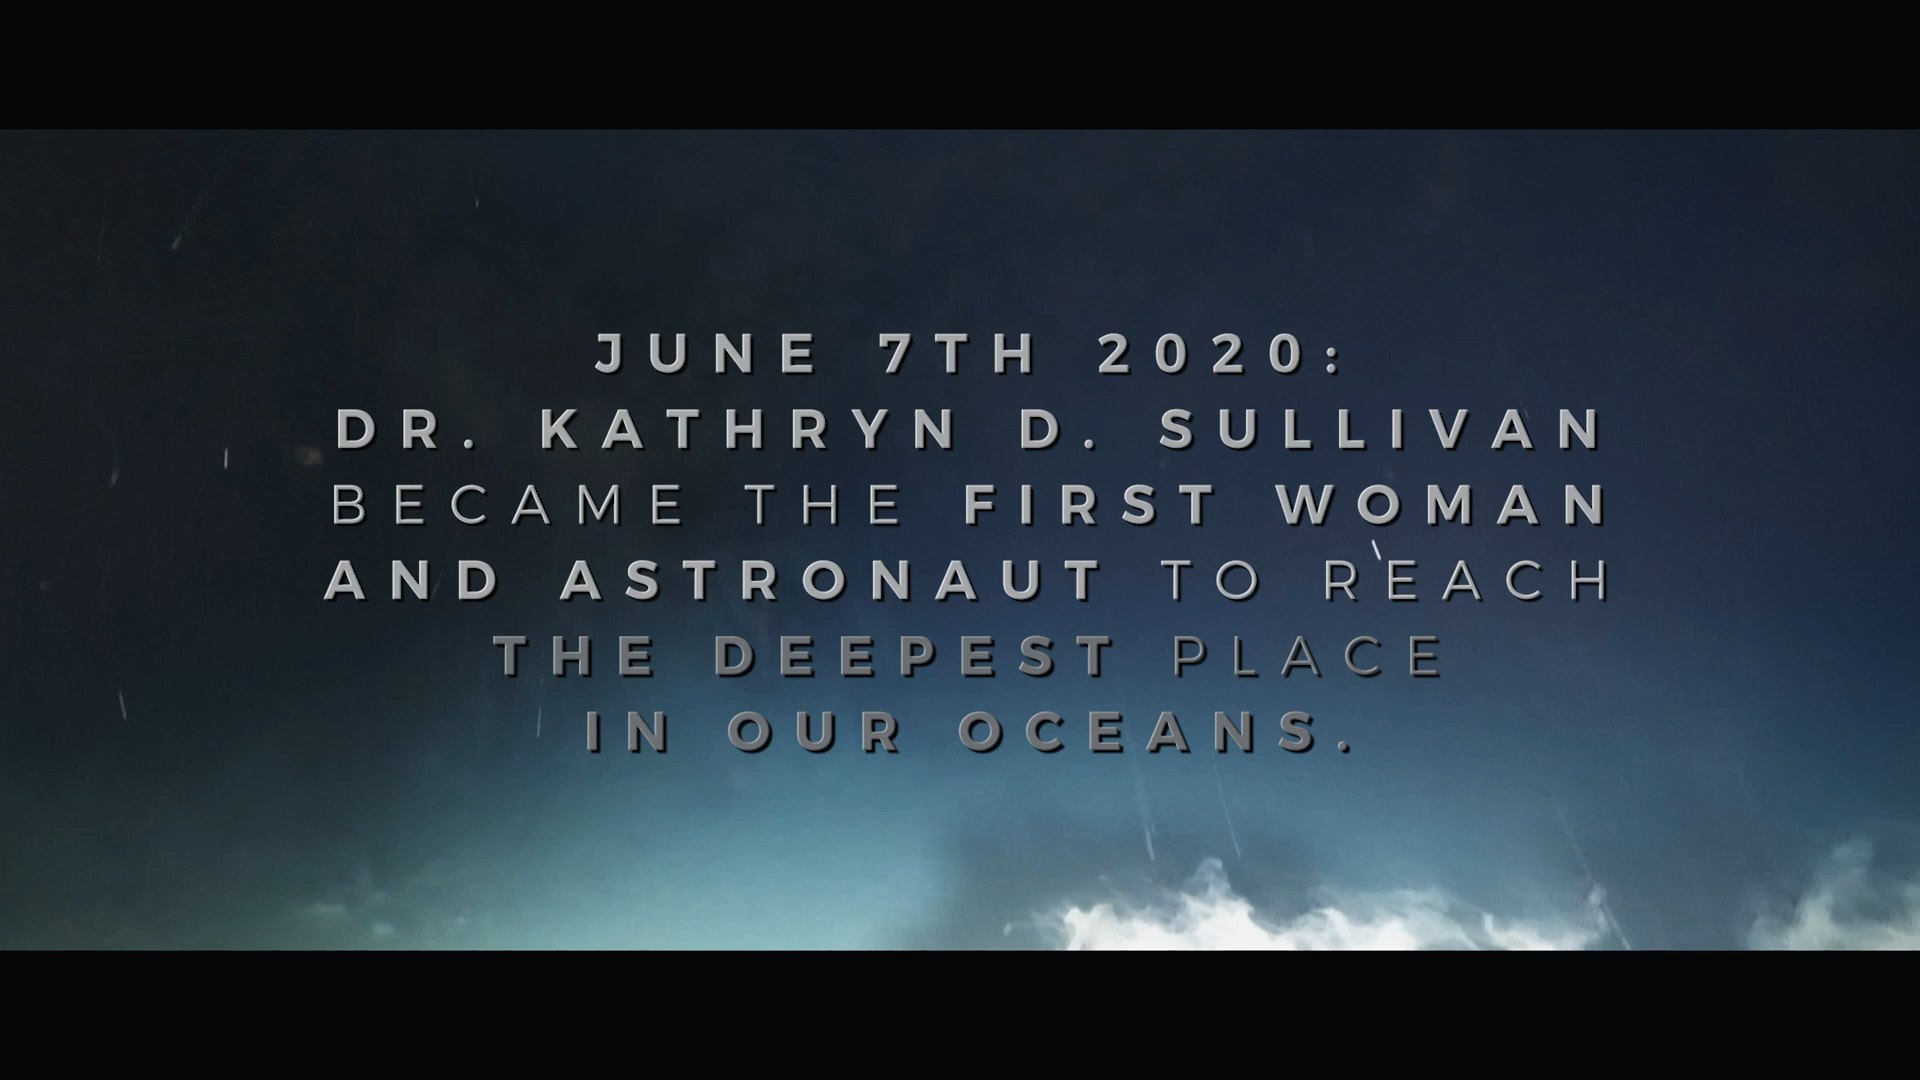 JUNE 7TH 2020:
DR. KATHRYN D. SULLIVAN
BECAME THE FIRST WOMAN
AND ASTRONAUT TO REACH
THE DEEPEST PLACE
IN OUR OCEANS.